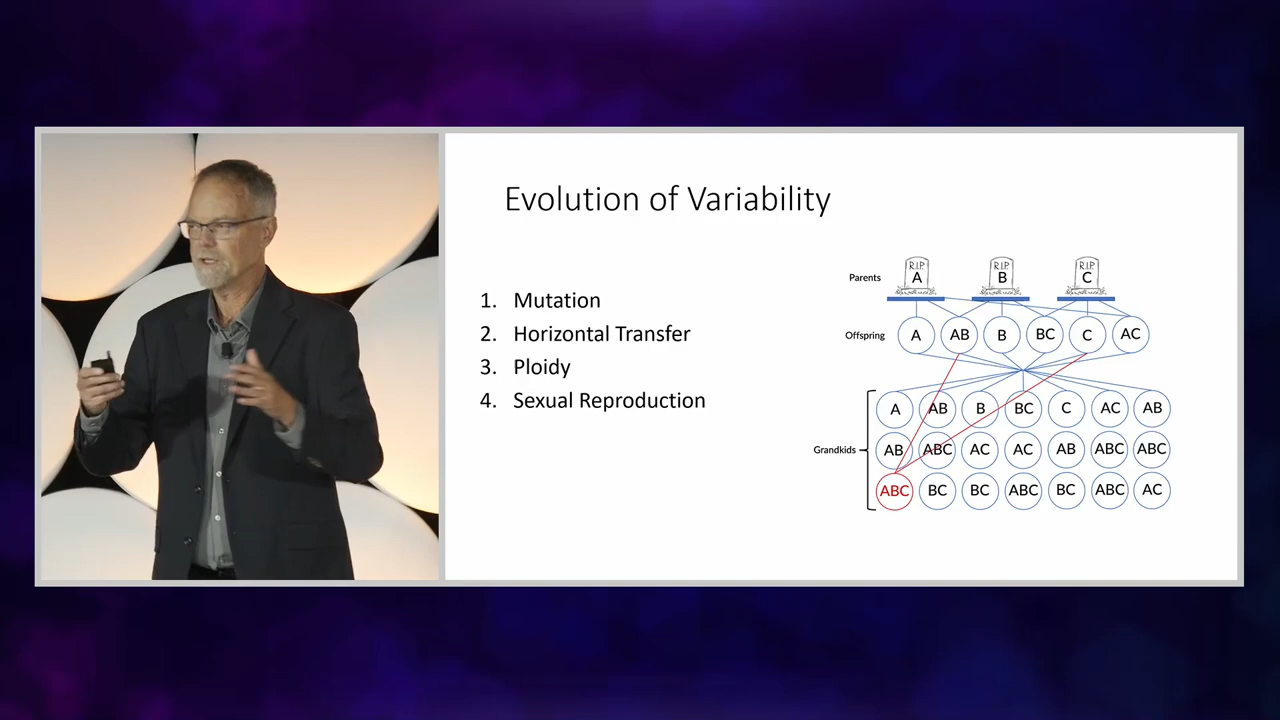 Evolution of Variability
1. Mutation
2. Horizontal Transfer
3. Ploidy
4. Sexual Reproduction
R.I.P R.I.P R.I.P
Parents A B C
Offspring A AB B BC C AC
A AB B BC C AC AB
Grandkids AB ABC AC AC AB ABC ABC
ABC BC BC ABC BC ABC AC